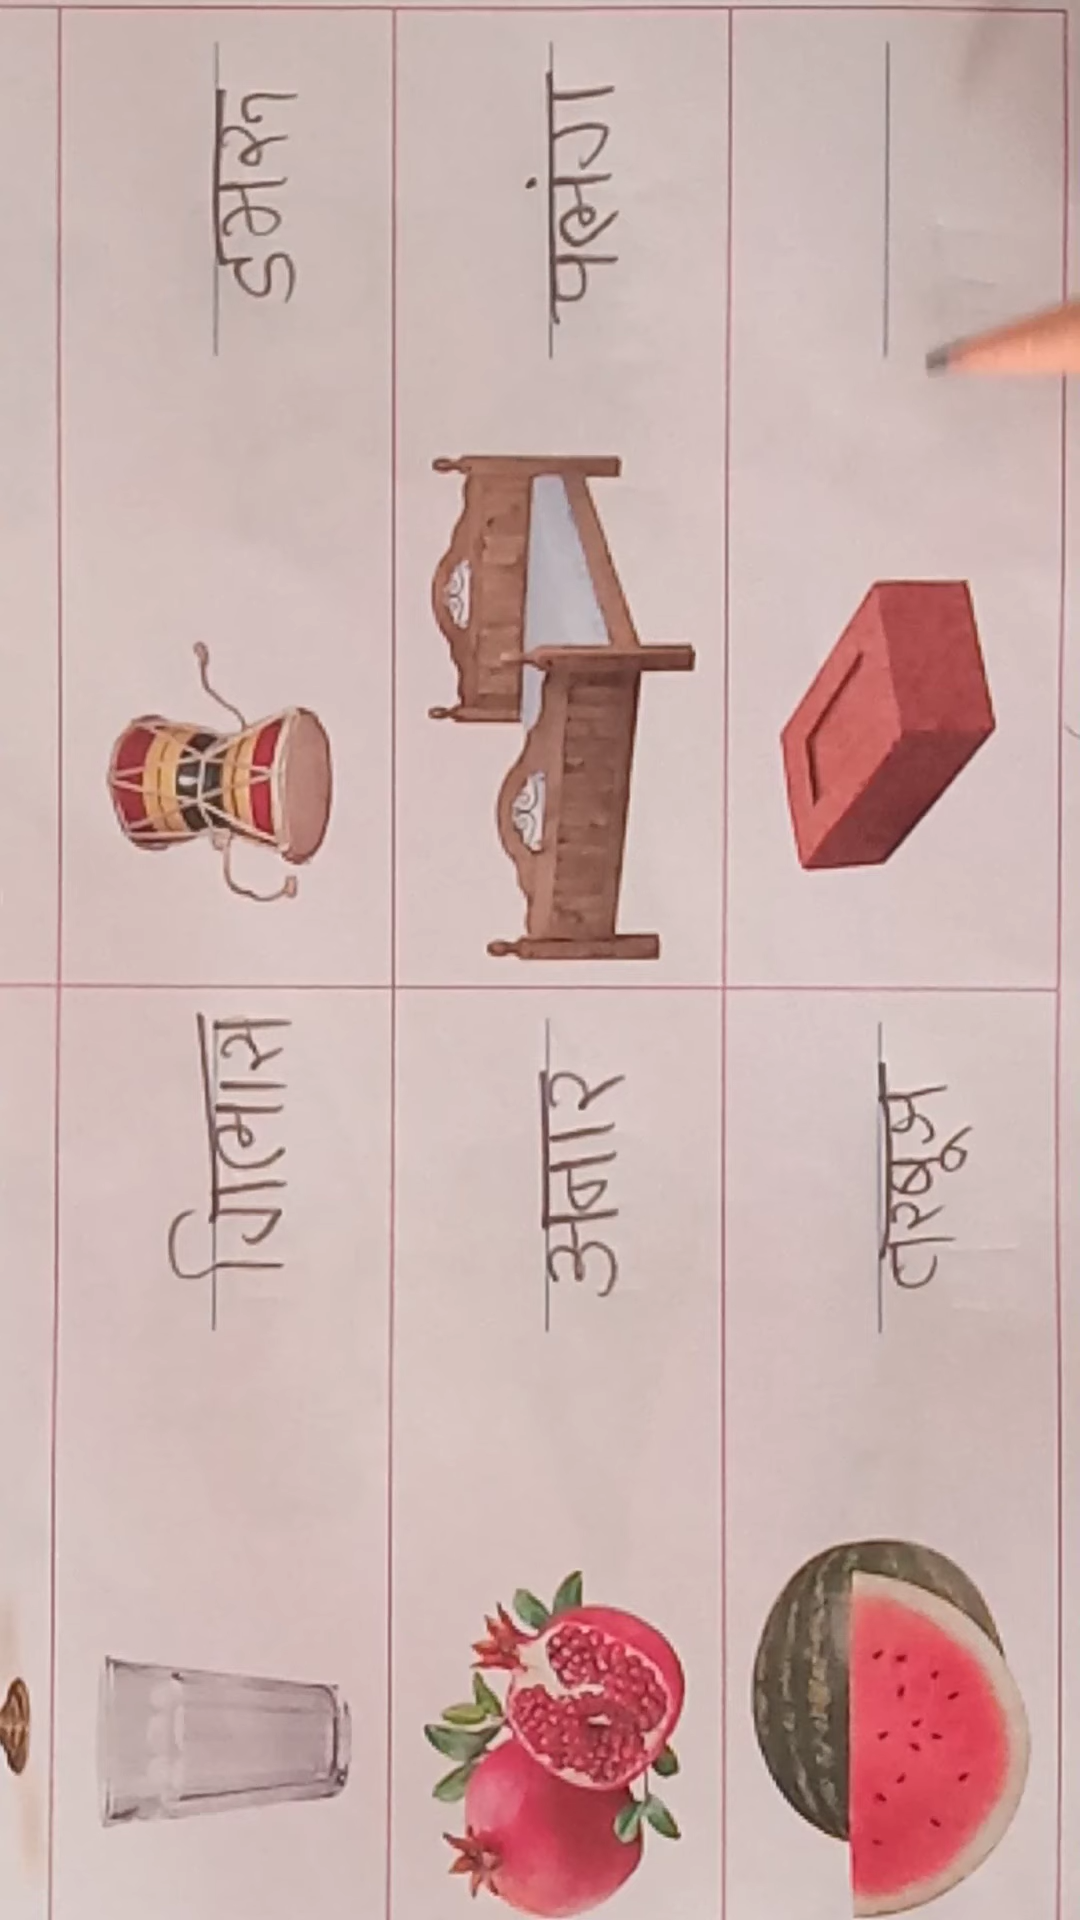 गिलास
डमरू
अनार
पलंग
तरबूज